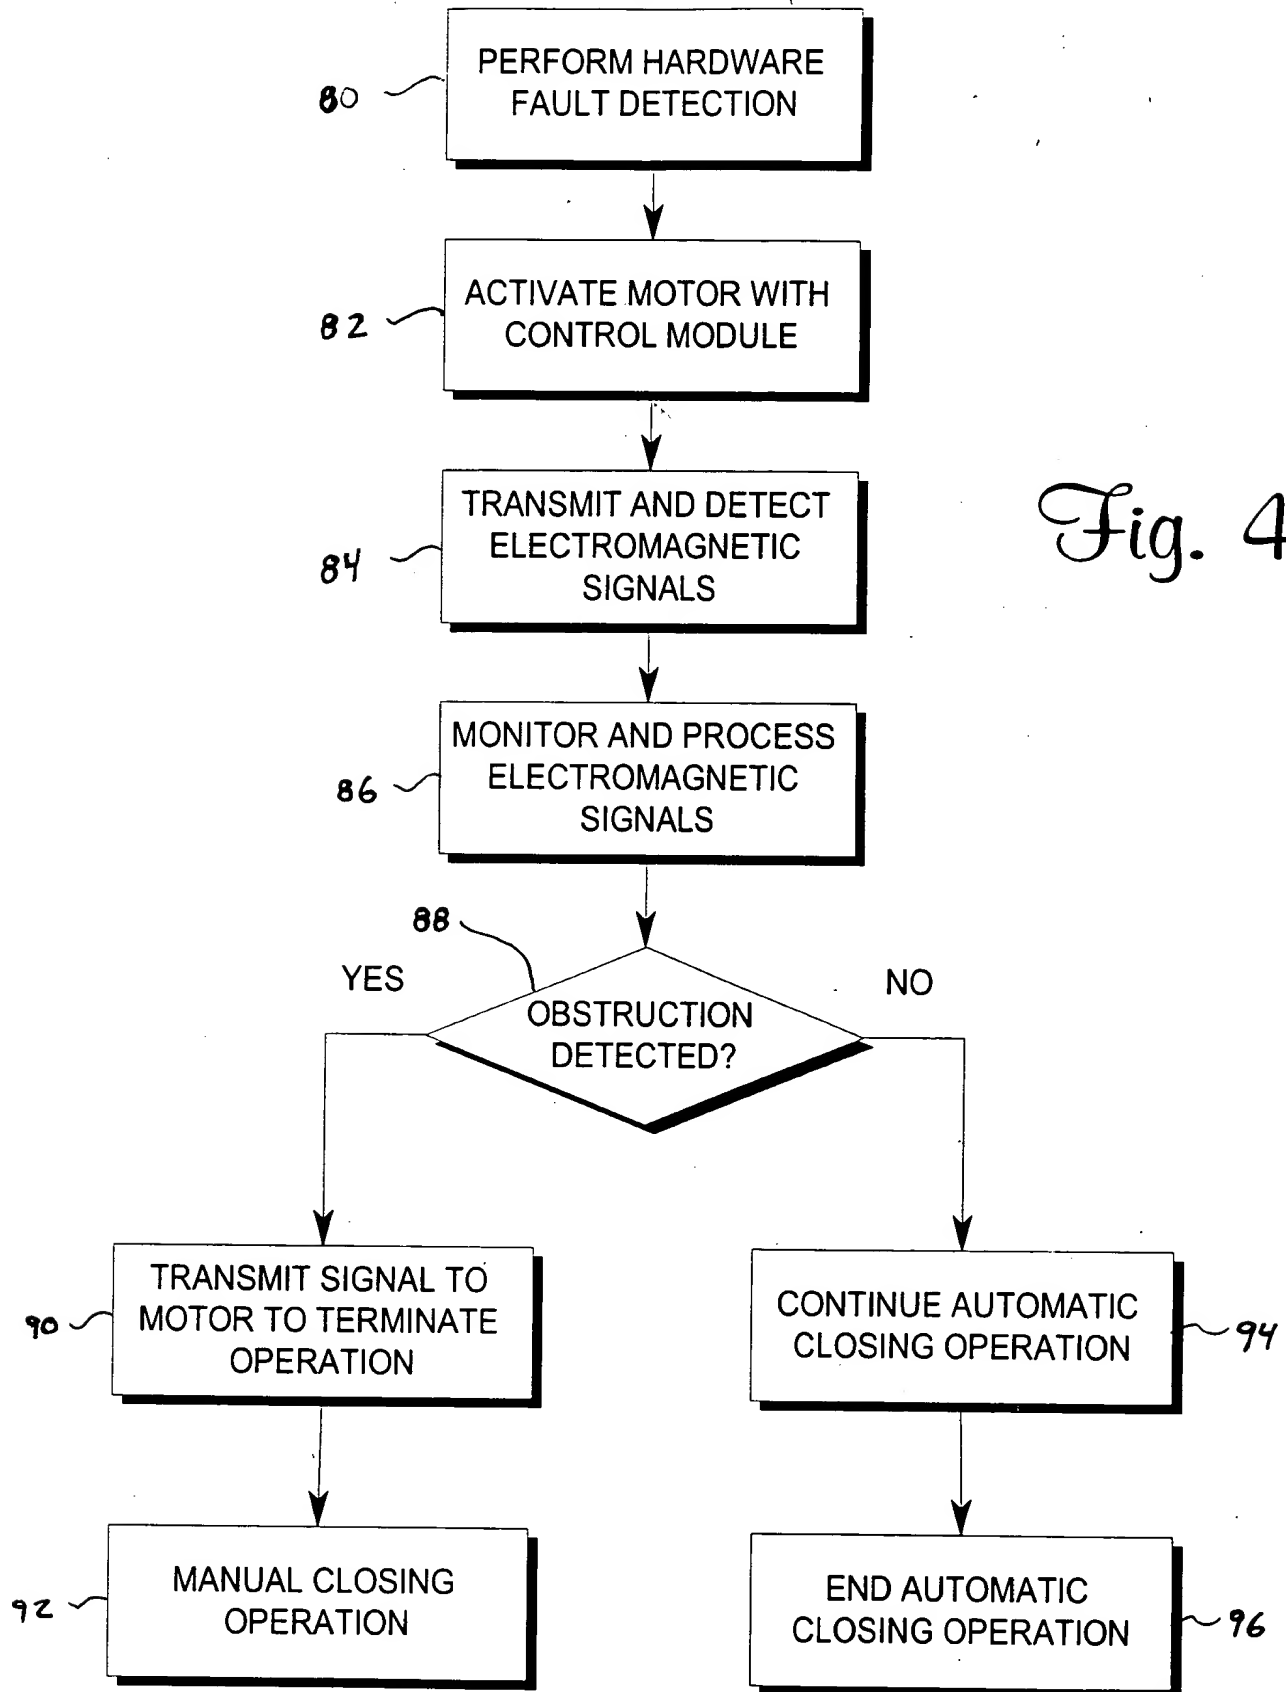 PERFORM HARDWARE
FAULT DETECTION
80
ACTIVATE MOTOR WITH
CONTROL MODULE
82
TRANSMIT AND DETECT
ELECTROMAGNETIC
SIGNALS
84
Fig. 4
MONITOR AND PROCESS
ELECTROMAGNETIC
SIGNALS
86
88
YES
NO
OBSTRUCTION
DETECTED?
TRANSMIT SIGNAL TO
MOTOR TO TERMINATE
OPERATION
90
CONTINUE AUTOMATIC
CLOSING OPERATION
94
MANUAL CLOSING
OPERATION
92
END AUTOMATIC
CLOSING OPERATION
96